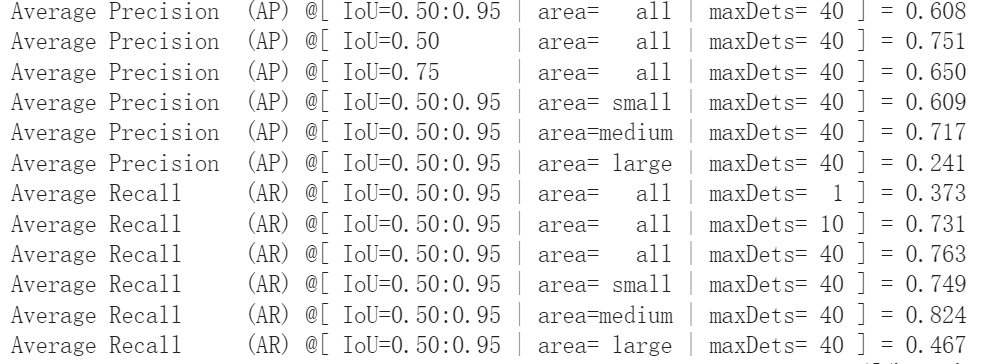 Average Precision  (AP) @[ IoU=0.50:0.95 | area=   all | maxDets= 40 ] = 0.608
Average Precision  (AP) @[ IoU=0.50      | area=   all | maxDets= 40 ] = 0.751
Average Precision  (AP) @[ IoU=0.75      | area=   all | maxDets= 40 ] = 0.650
Average Precision  (AP) @[ IoU=0.50:0.95 | area= small | maxDets= 40 ] = 0.609
Average Precision  (AP) @[ IoU=0.50:0.95 | area=medium | maxDets= 40 ] = 0.717
Average Precision  (AP) @[ IoU=0.50:0.95 | area= large | maxDets= 40 ] = 0.241
Average Recall     (AR) @[ IoU=0.50:0.95 | area=   all | maxDets=  1 ] = 0.373
Average Recall     (AR) @[ IoU=0.50:0.95 | area=   all | maxDets= 10 ] = 0.731
Average Recall     (AR) @[ IoU=0.50:0.95 | area=   all | maxDets= 40 ] = 0.763
Average Recall     (AR) @[ IoU=0.50:0.95 | area= small | maxDets= 40 ] = 0.749
Average Recall     (AR) @[ IoU=0.50:0.95 | area=medium | maxDets= 40 ] = 0.824
Average Recall     (AR) @[ IoU=0.50:0.95 | area= large | maxDets= 40 ] = 0.467